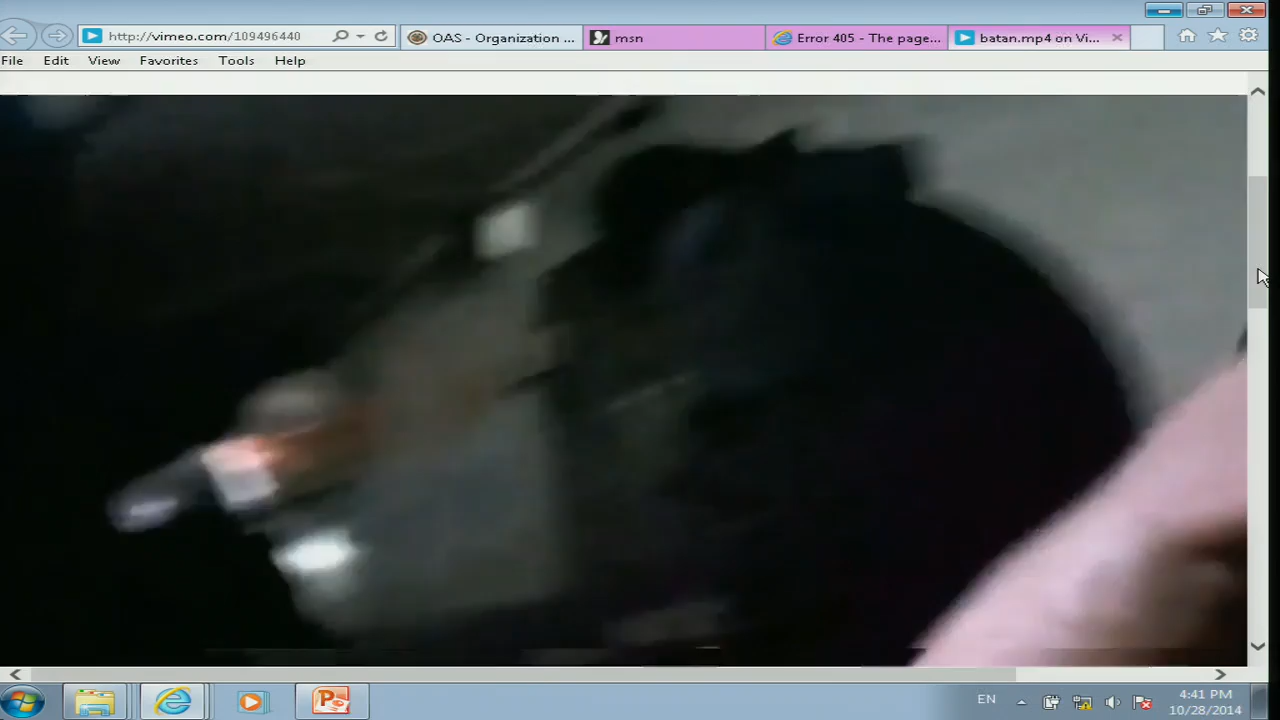 http://vimeo.com/109496440
OAS - Organization ...
msn
Error 405 - The page...
batan.mp4 on Vi...
File Edit View Favorites Tools Help
EN
4:41 PM
10/28/2014